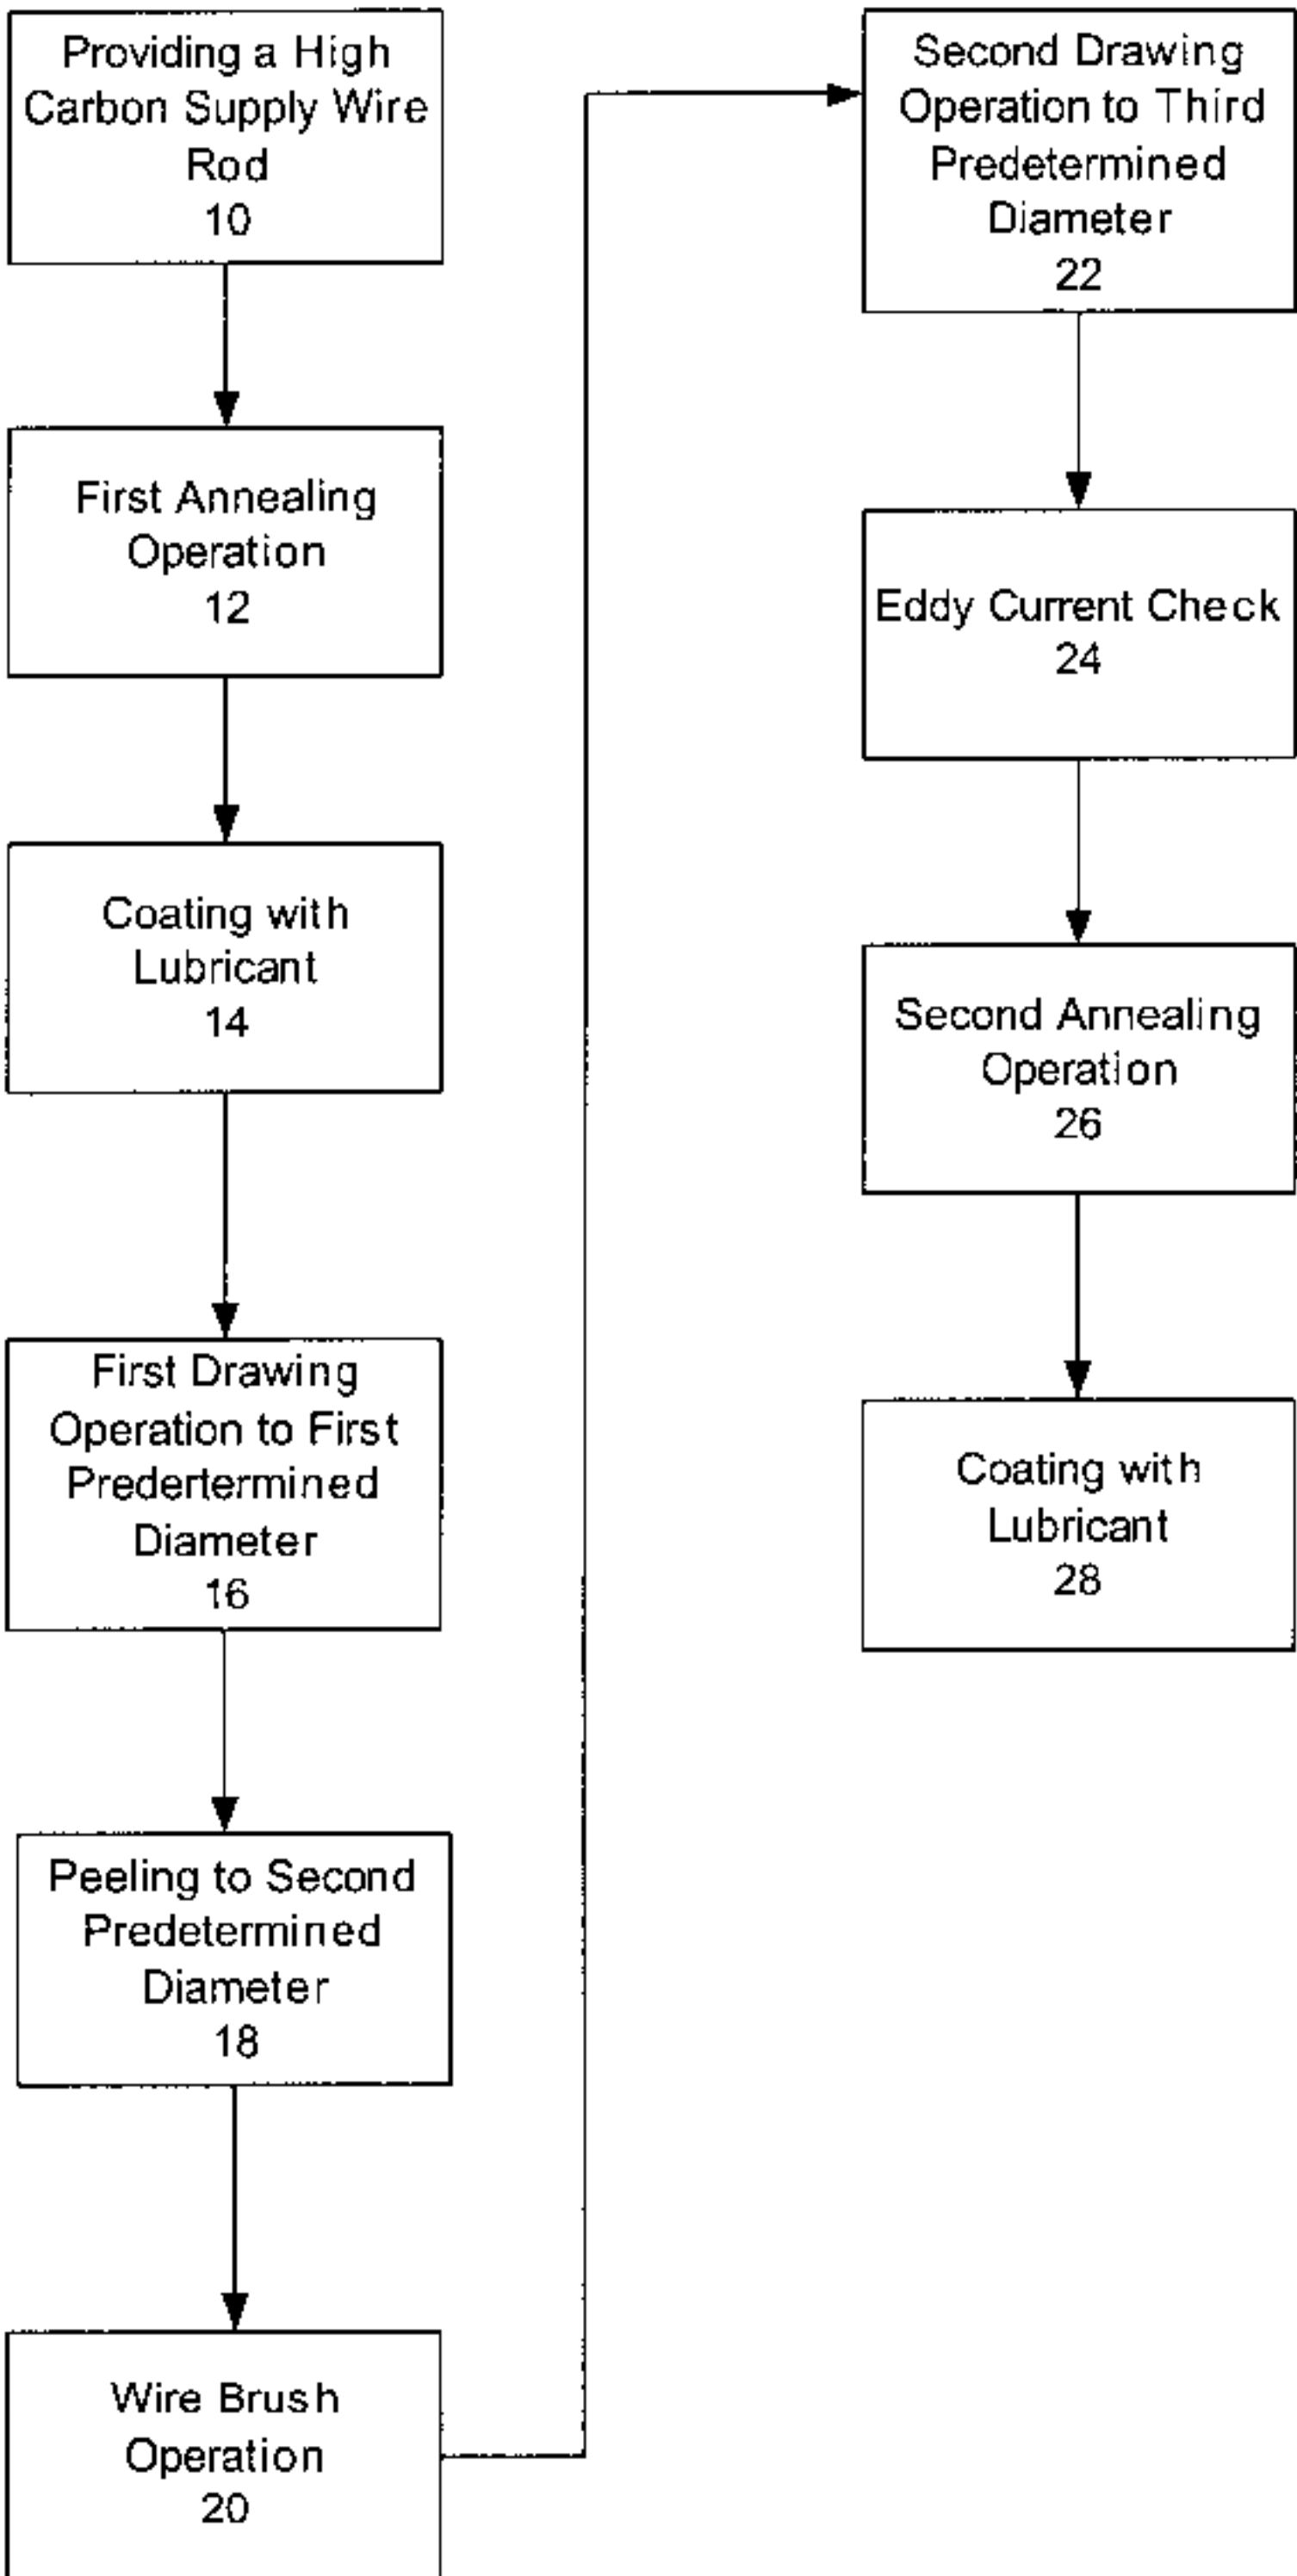 Providing a High
Carbon Supply Wire
Rod
10
First Annealing
Operation
12
Coating with
Lubricant
14
First Drawing
Operation to First
Predertermined
Diameter
16
Peeling to Second
Predetermined
Diameter
18
Wire Brush
Operation
20
Second Drawing
Operation to Third
Predetermined
Diameter
22
Eddy Current Check
24
Second Annealing
Operation
26
Coating with
Lubricant
28